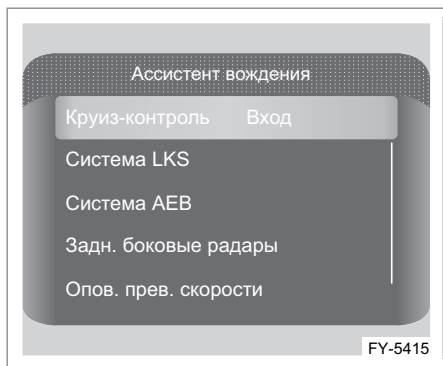 Ассистент вождения
Круиз-контроль Вход
Система LKS
Система AEB
Задн. боковые радары
Опов. прев. скорости
FY-5415